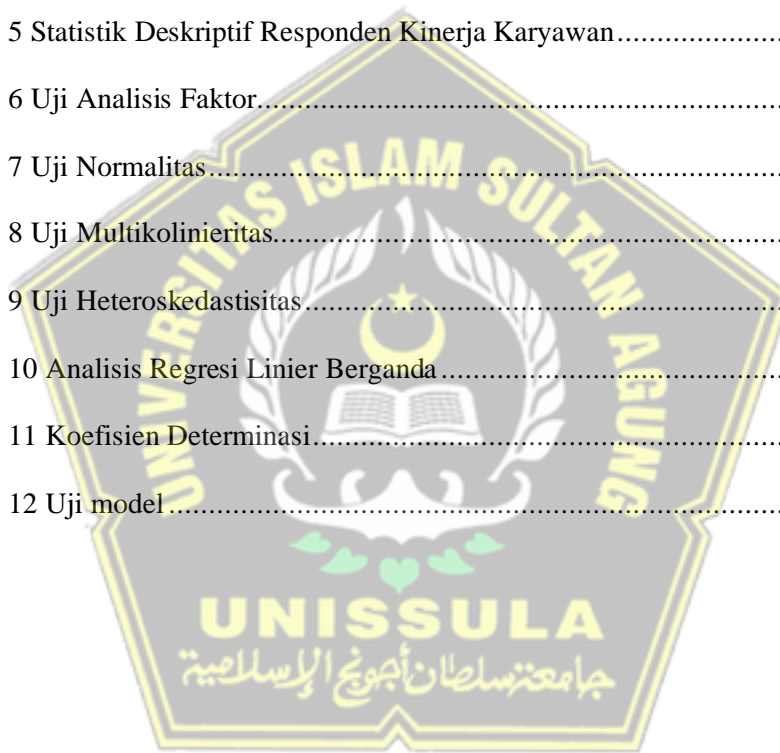 5 Statistik Deskriptif Responden Kinerja Karyawan....................
6 Uji Analisis Faktor....................
7 Uji Normalitas....................
8 Uji Multikolinieritas....................
9 Uji Heteroskedastisitas....................
10 Analisis Regresi Linier Berganda....................
11 Koefisien Determinasi....................
12 Uji model....................
UNIVERSITAS ISLAM SULTAN AGUNG
UNISSULA
جامعة سلطان أجونج الإسلامية